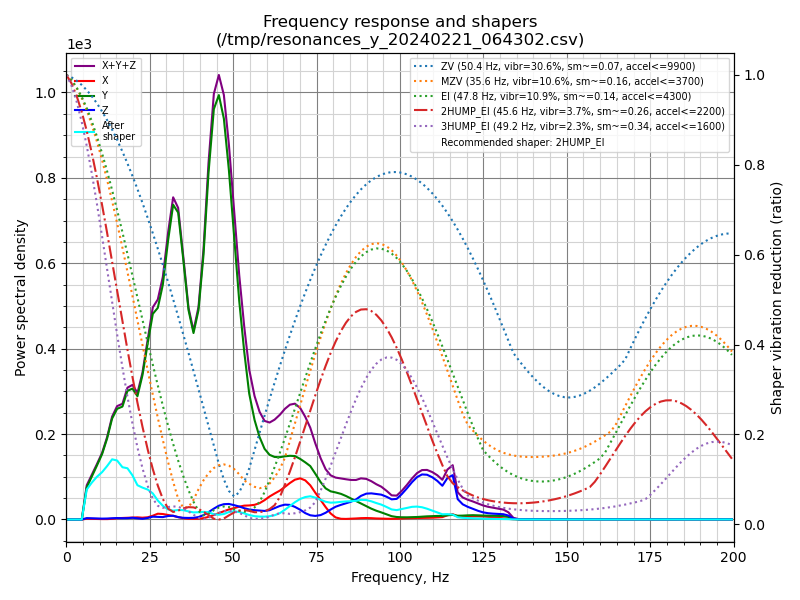 Frequency response and shapers
(/tmp/resonances_y_20240221_064302.csv)
1e3
X+Y+Z
X
Y
Z
After
shaper
ZV (50.4 Hz, vibr=30.6%, sm~=0.07, accel<=9900)
MZV (35.6 Hz, vibr=10.6%, sm~=0.16, accel<=3700)
EI (47.8 Hz, vibr=10.9%, sm~=0.14, accel<=4300)
2HUMP_EI (45.6 Hz, vibr=3.7%, sm~=0.26, accel<=2200)
3HUMP_EI (49.2 Hz, vibr=2.3%, sm~=0.34, accel<=1600)
Recommended shaper: 2HUMP_EI
Power spectral density
1.0
0.8
0.6
0.4
0.2
0.0
Shaper vibration reduction (ratio)
1.0
0.8
0.6
0.4
0.2
0.0
0 25 50 75 100 125 150 175 200
Frequency, Hz